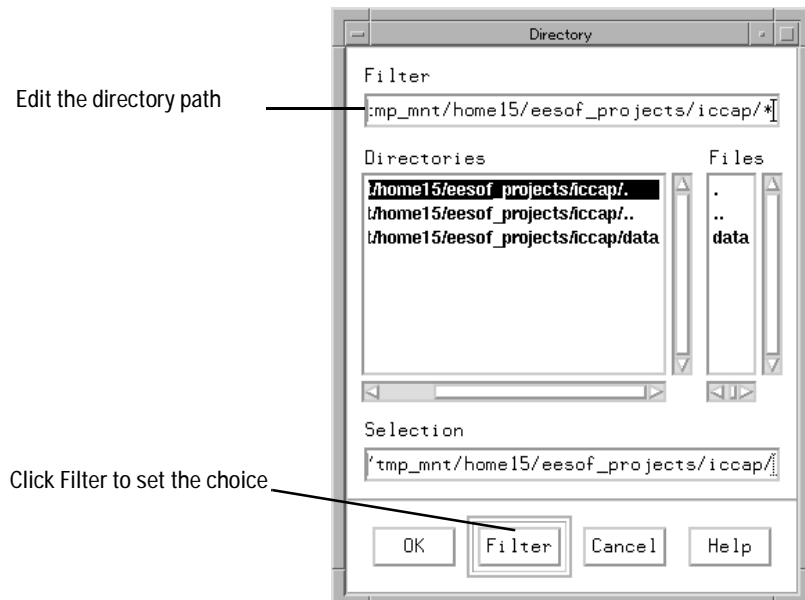 Directory
Filter
Edit the directory path
:mp_mnt/home15/eesof_projects/iccap/*
Directories Files
t/home15/eesof_projects/iccap/. .
t/home15/eesof_projects/iccap/.. ..
t/home15/eesof_projects/iccap/data data
Selection
/tmp_mnt/home15/eesof_projects/iccap/
Click Filter to set the choice
OK Filter Cancel Help